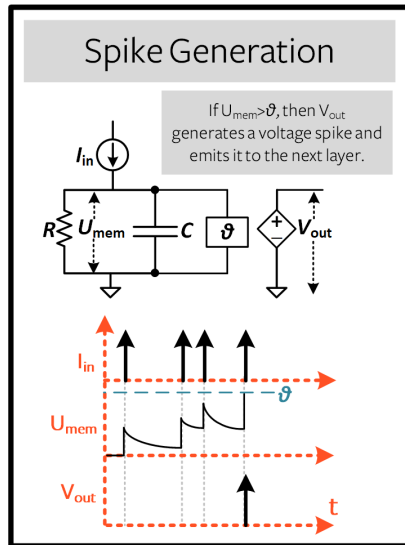 Spike Generation
If Umem>ϑ, then Vout
generates a voltage spike and
emits it to the next layer.
Iin
R
Umem
C
ϑ
+
−
Vout
Iin
ϑ
Umem
Vout
t